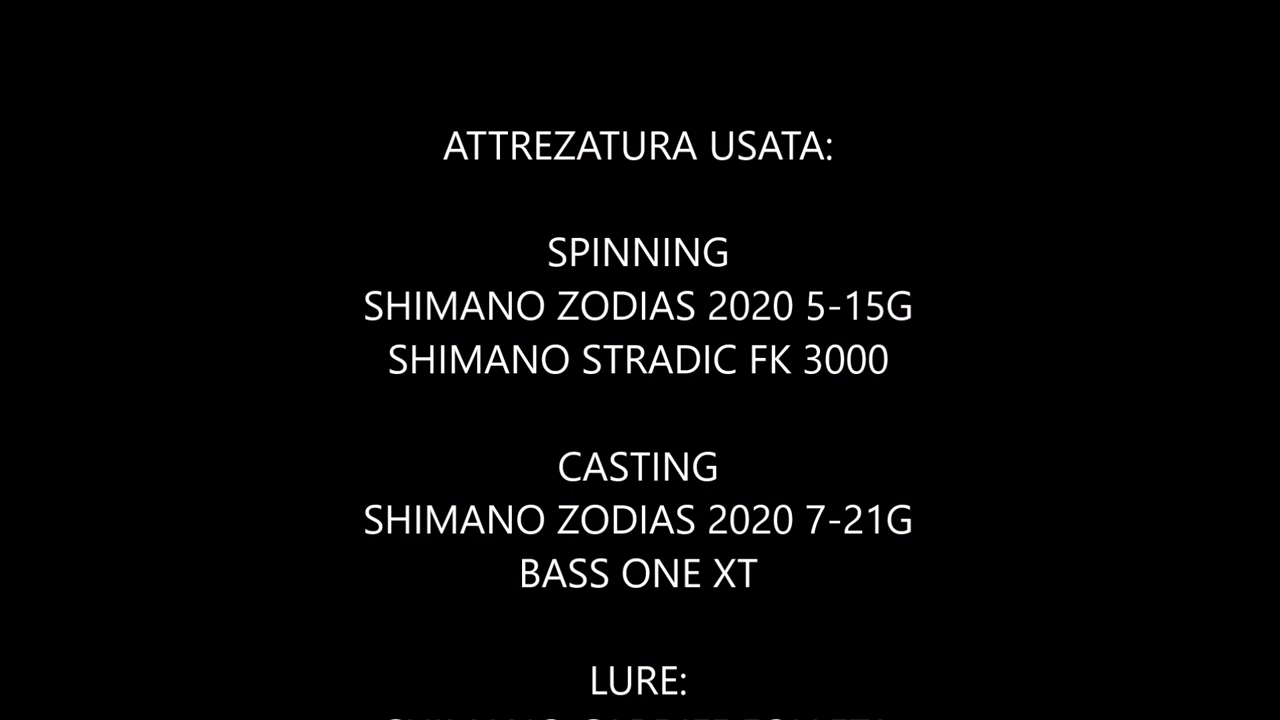 ATTREZATURA USATA:
SPINNING
SHIMANO ZODIAS 2020 5-15G
SHIMANO STRADIC FK 3000
CASTING
SHIMANO ZODIAS 2020 7-21G
BASS ONE XT
LURE:
SHIMANO